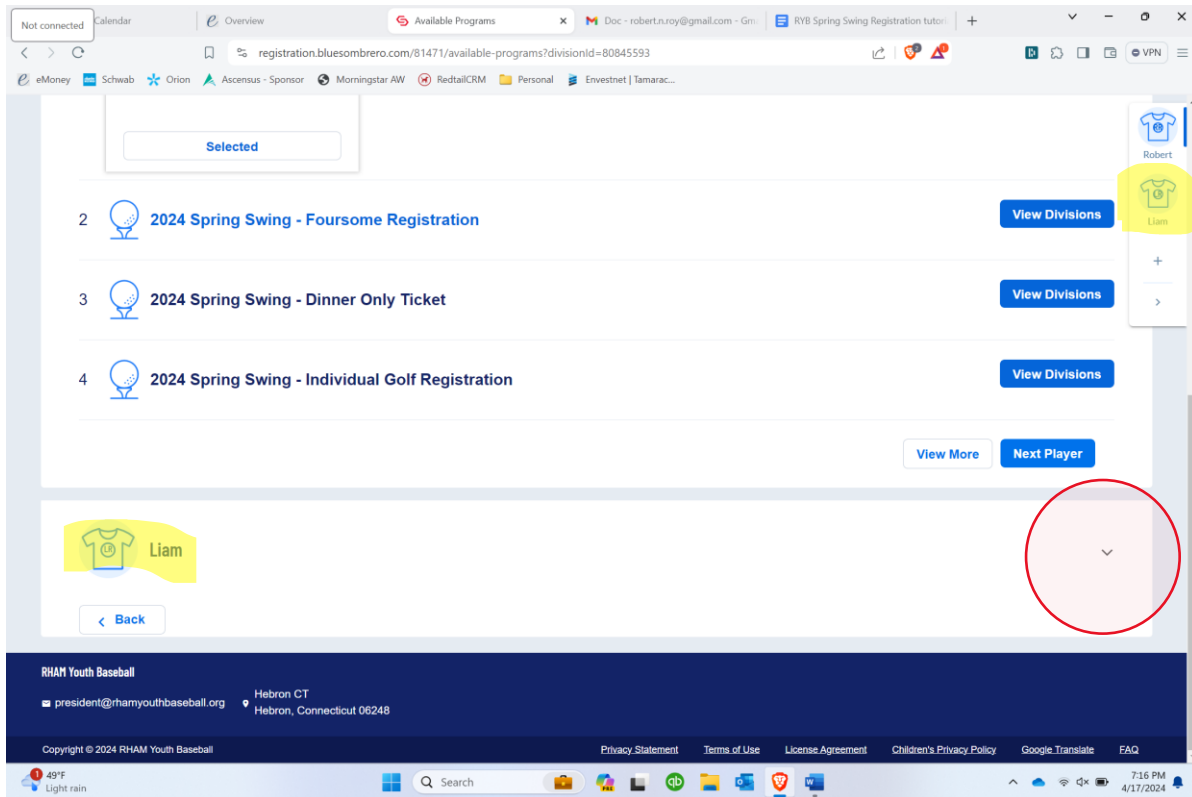 Not connected
Calendar
Overview
Available Programs
Doc - robert.n.roy@gmail.com - Gm
RYB Spring Swing Registration tutori
registration.bluesombrero.com/81471/available-programs?divisionId=80845593
VPN
eMoney
Schwab
Orion
Ascensus - Sponsor
Morningstar AW
RedtailCRM
Personal
Envestnet | Tamarac...
Selected
Robert
LR
Liam
2 2024 Spring Swing - Foursome Registration View Divisions
3 2024 Spring Swing - Dinner Only Ticket View Divisions
4 2024 Spring Swing - Individual Golf Registration View Divisions
View More Next Player
LR Liam
Back
RHAM Youth Baseball
president@rhamyouthbaseball.org
Hebron CT
Hebron, Connecticut 06248
Copyright © 2024 RHAM Youth Baseball
Privacy Statement Terms of Use License Agreement Children's Privacy Policy Google Translate FAQ
1
49°F
Light rain
Search
qb
7:16 PM
4/17/2024